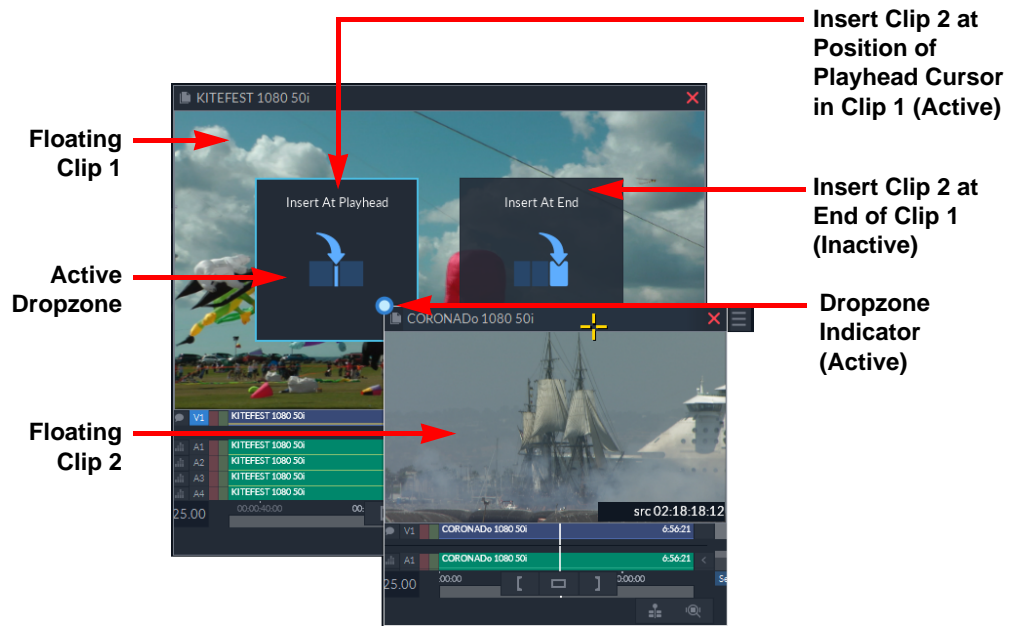 Insert Clip 2 at
Position of
Playhead Cursor
in Clip 1 (Active)
KITEFEST 1080 50i
Floating
Clip 1
Insert At Playhead
Insert At End
Insert Clip 2 at
End of Clip 1
(Inactive)
Active
Dropzone
Dropzone
Indicator
(Active)
CORONADo 1080 50i
V1
KITEFEST 1080 50i
Floating
Clip 2
A1
KITEFEST 1080 50i
A2
KITEFEST 1080 50i
A3
KITEFEST 1080 50i
A4
KITEFEST 1080 50i
25.00
00:00:40:00
00:
src 02:18:18:12
V1
CORONADo 1080 50i
6:56:21
A1
CORONADo 1080 50i
6:56:21
25.00
:00:00
0:00:00
Se